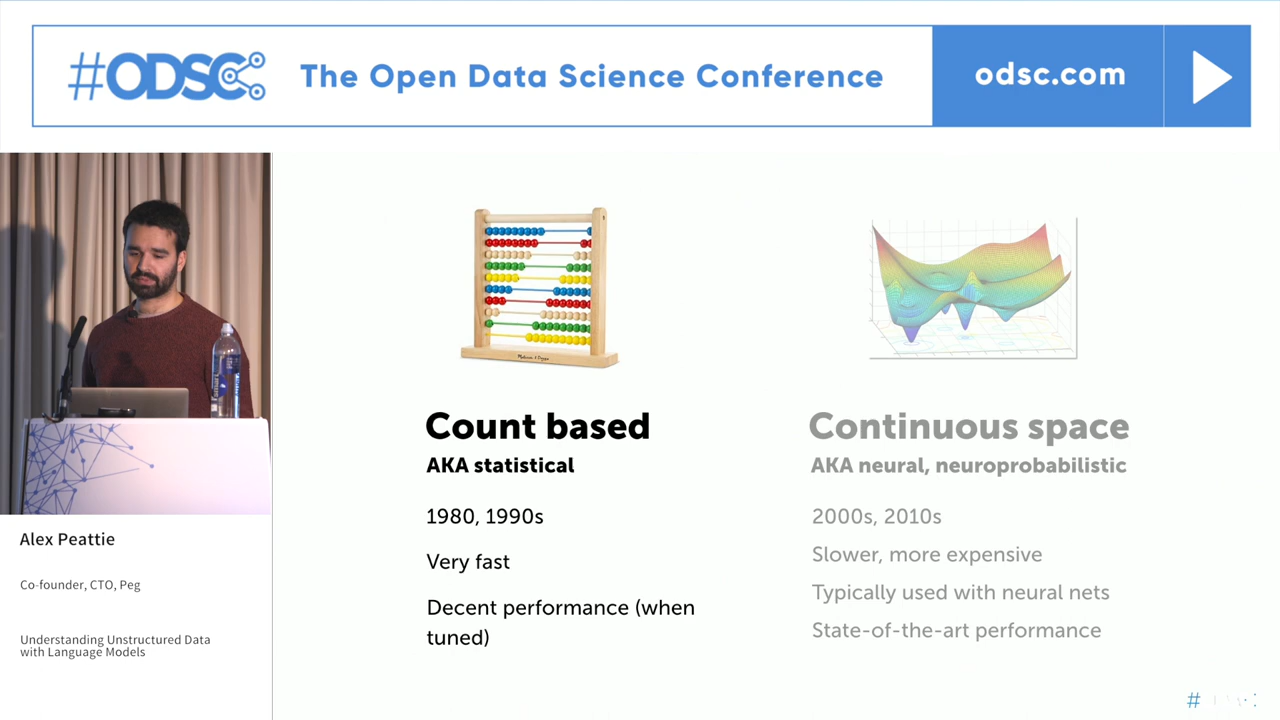 #ODSC
The Open Data Science Conference
odsc.com
Count based
AKA statistical
1980, 1990s
Very fast
Decent performance (when
tuned)
Continuous space
AKA neural, neuroprobabilistic
2000s, 2010s
Slower, more expensive
Typically used with neural nets
State-of-the-art performance
Alex Peattie
Co-founder, CTO, Peg
Understanding Unstructured Data
with Language Models
#